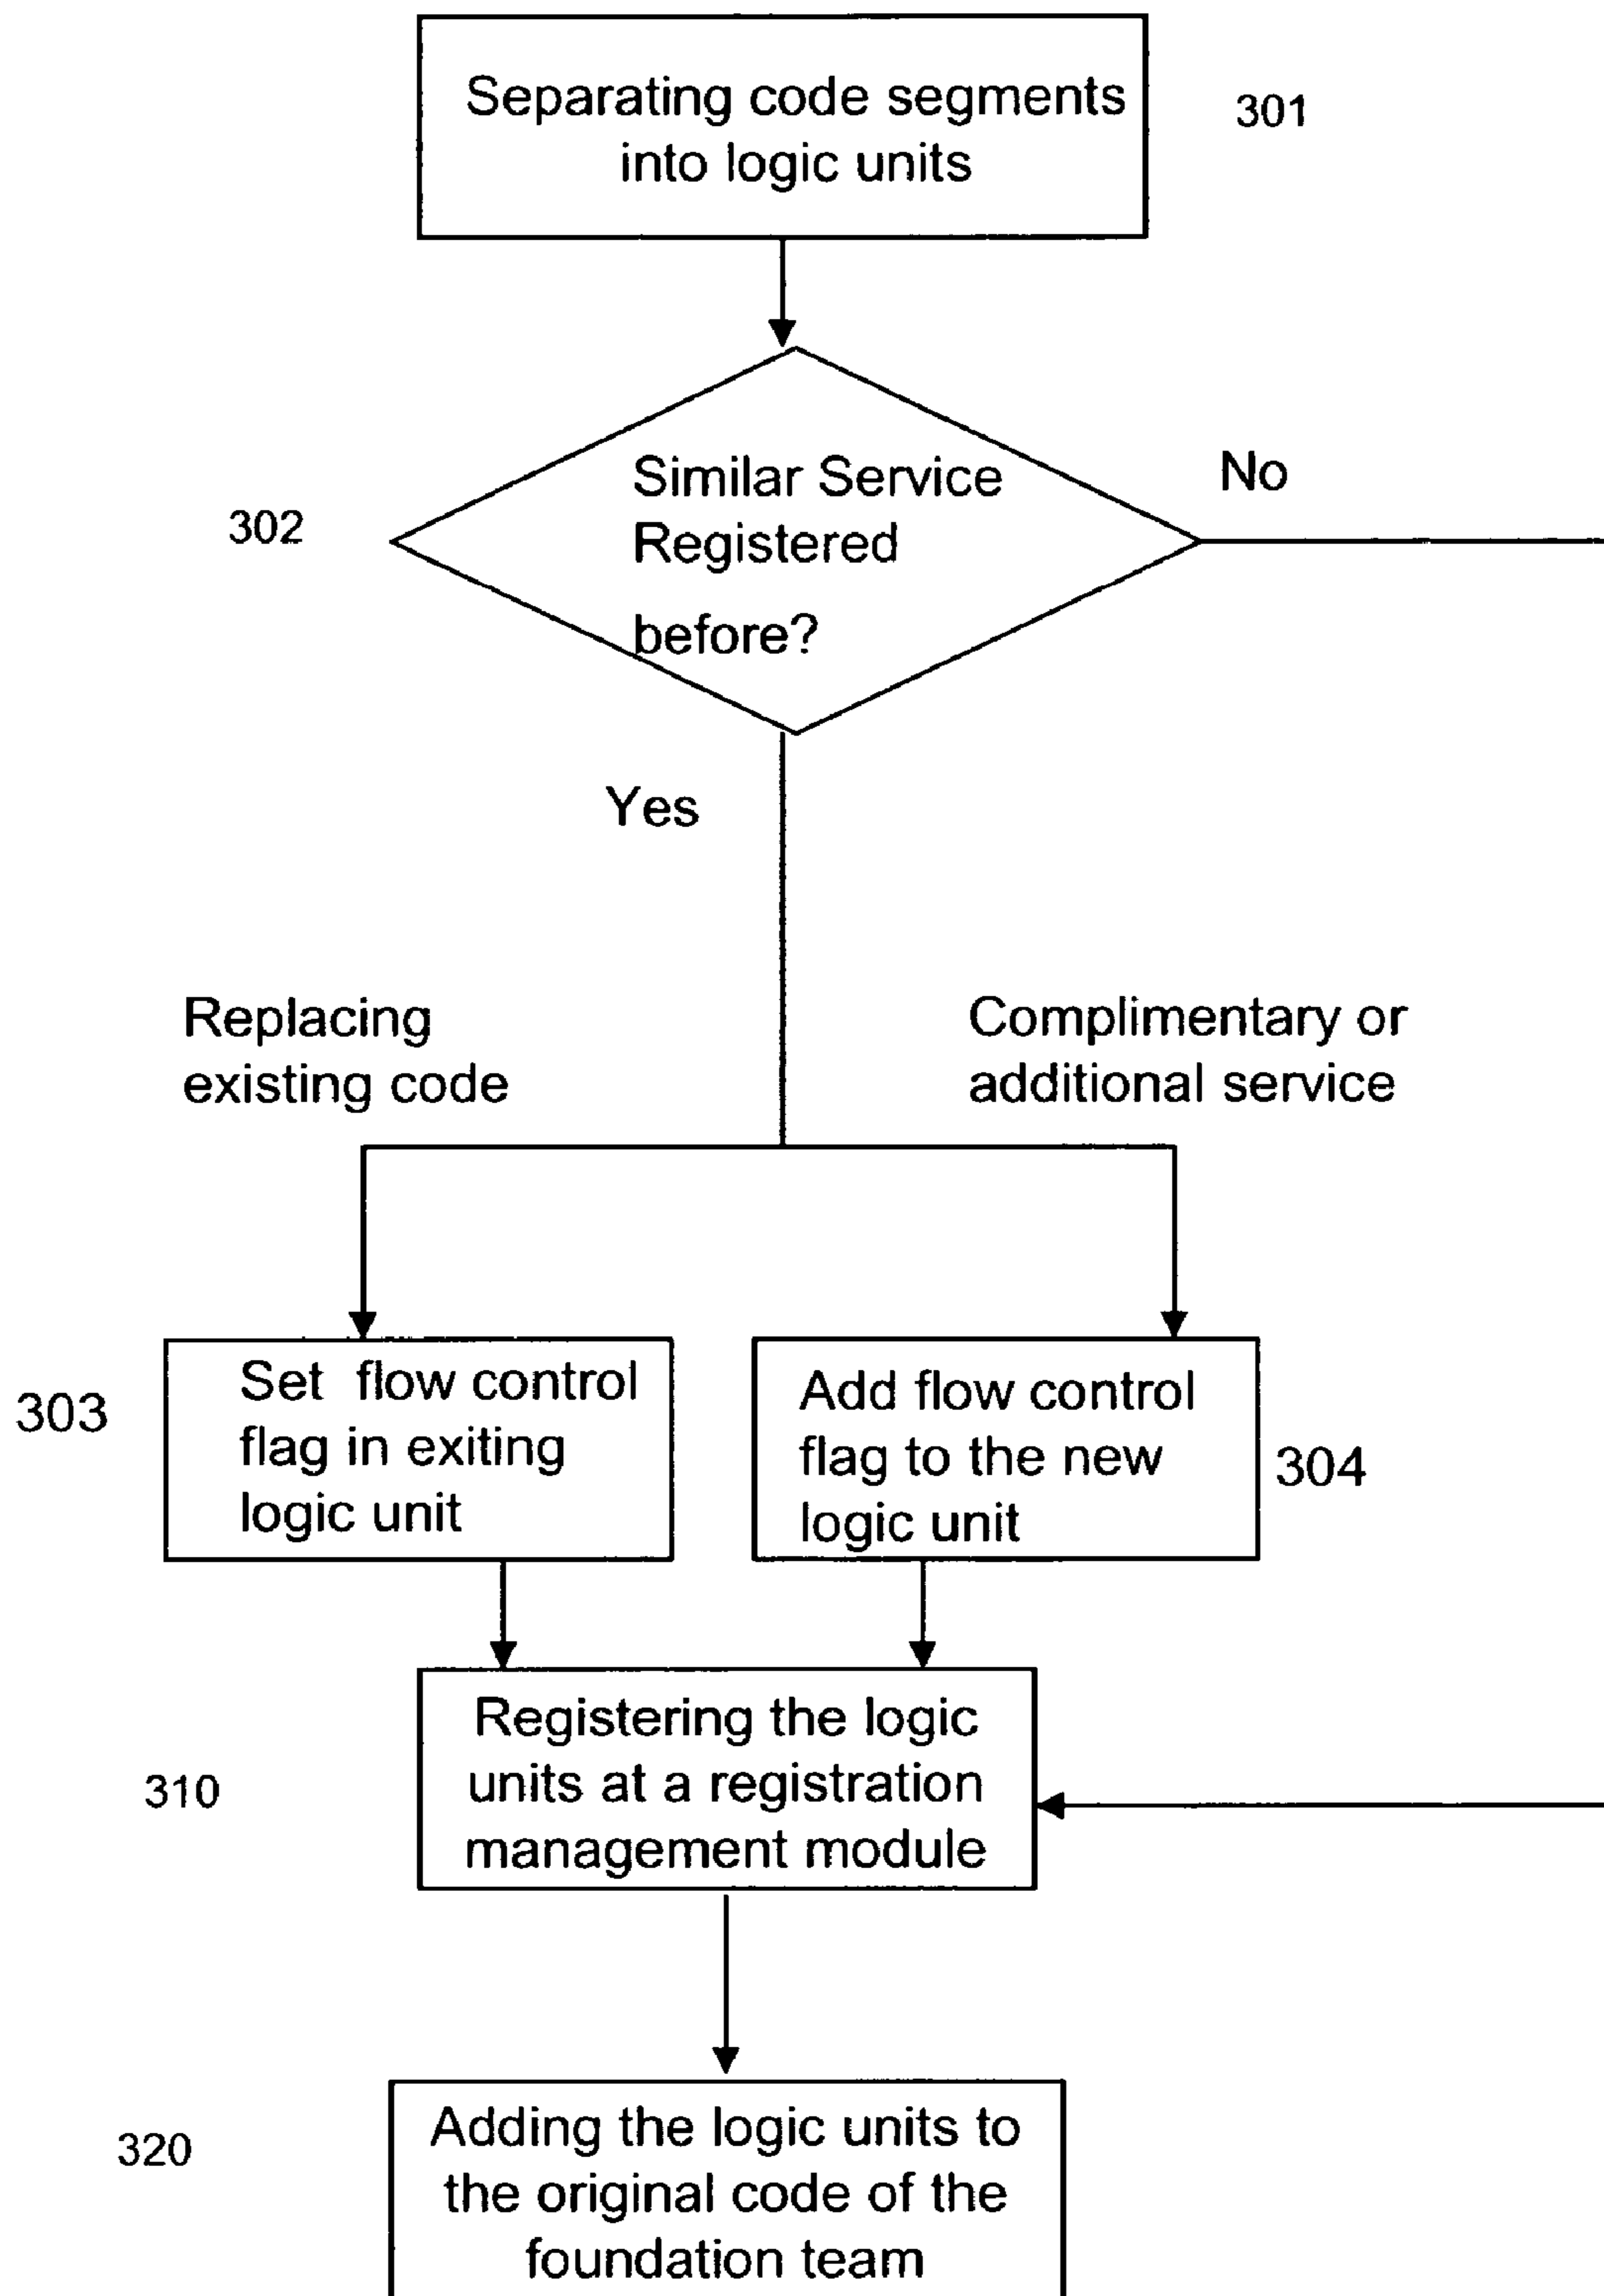 Separating code segments
into logic units
301
302
Similar Service
Registered
before?
No
Yes
Replacing
existing code
Complimentary or
additional service
303
Set flow control
flag in exiting
logic unit
Add flow control
flag to the new
logic unit
304
310
Registering the logic
units at a registration
management module
320
Adding the logic units to
the original code of the
foundation team